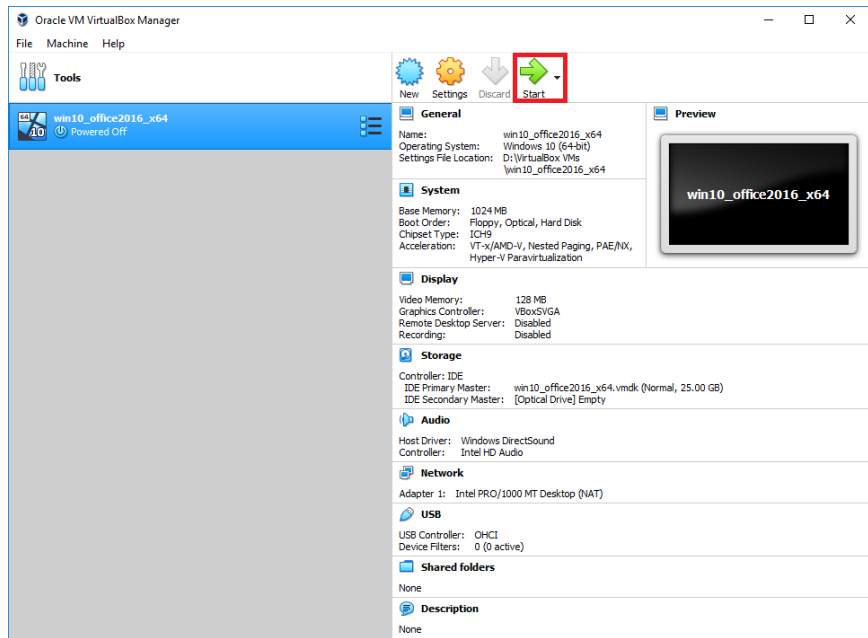 Oracle VM VirtualBox Manager
File Machine Help
Tools
New Settings Discard Start
64 10 win10_office2016_x64
Powered Off
General
Name: win10_office2016_x64
Operating System: Windows 10 (64-bit)
Settings File Location: D:\VirtualBox VMs
\win10_office2016_x64
Preview
win10_office2016_x64
System
Base Memory: 1024 MB
Boot Order: Floppy, Optical, Hard Disk
Chipset Type: ICH9
Acceleration: VT-x/AMD-V, Nested Paging, PAE/NX,
Hyper-V Paravirtualization
Display
Video Memory: 128 MB
Graphics Controller: VBoxSVGA
Remote Desktop Server: Disabled
Recording: Disabled
Storage
Controller: IDE
IDE Primary Master: win10_office2016_x64.vmdk (Normal, 25.00 GB)
IDE Secondary Master: [Optical Drive] Empty
Audio
Host Driver: Windows DirectSound
Controller: Intel HD Audio
Network
Adapter 1: Intel PRO/1000 MT Desktop (NAT)
USB
USB Controller: OHCI
Device Filters: 0 (0 active)
Shared folders
None
Description
None